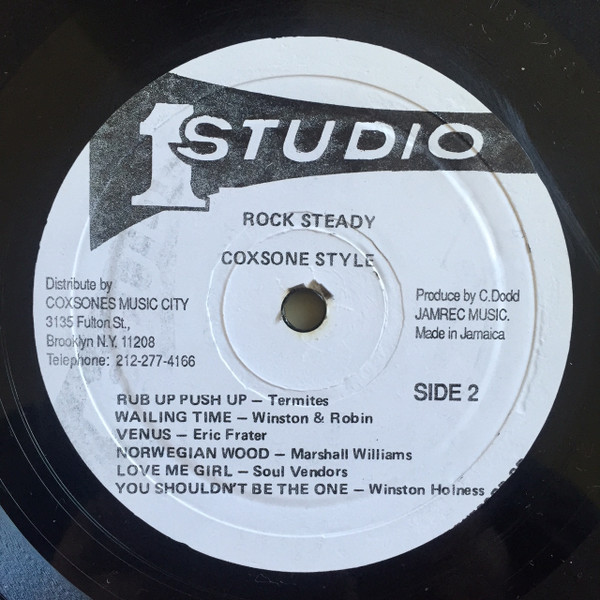 1 STUDIO
ROCK STEADY
COXSONE STYLE
Distribute by
COXSONES MUSIC CITY
3135 Fulton St.,
Brooklyn N.Y. 11208
Telephone: 212-277-4166
Produce by C.Dodd
JAMREC MUSIC.
Made in Jamaica
SIDE 2
RUB UP PUSH UP – Termites
WAILING TIME – Winston & Robin
VENUS – Eric Frater
NORWEGIAN WOOD – Marshall Williams
LOVE ME GIRL – Soul Vendors
YOU SHOULDN'T BE THE ONE – Winston Holness